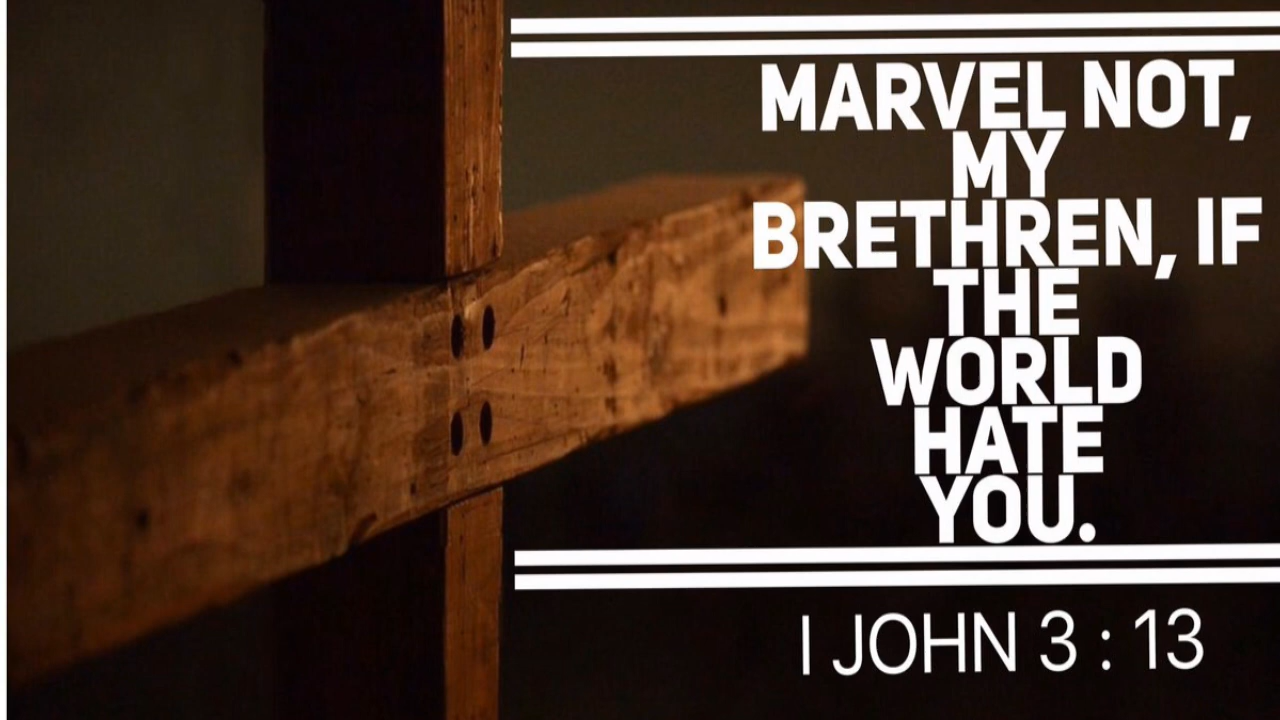 MARVEL NOT,
MY
BRETHREN, IF
THE
WORLD
HATE
YOU.
I JOHN 3 : 13